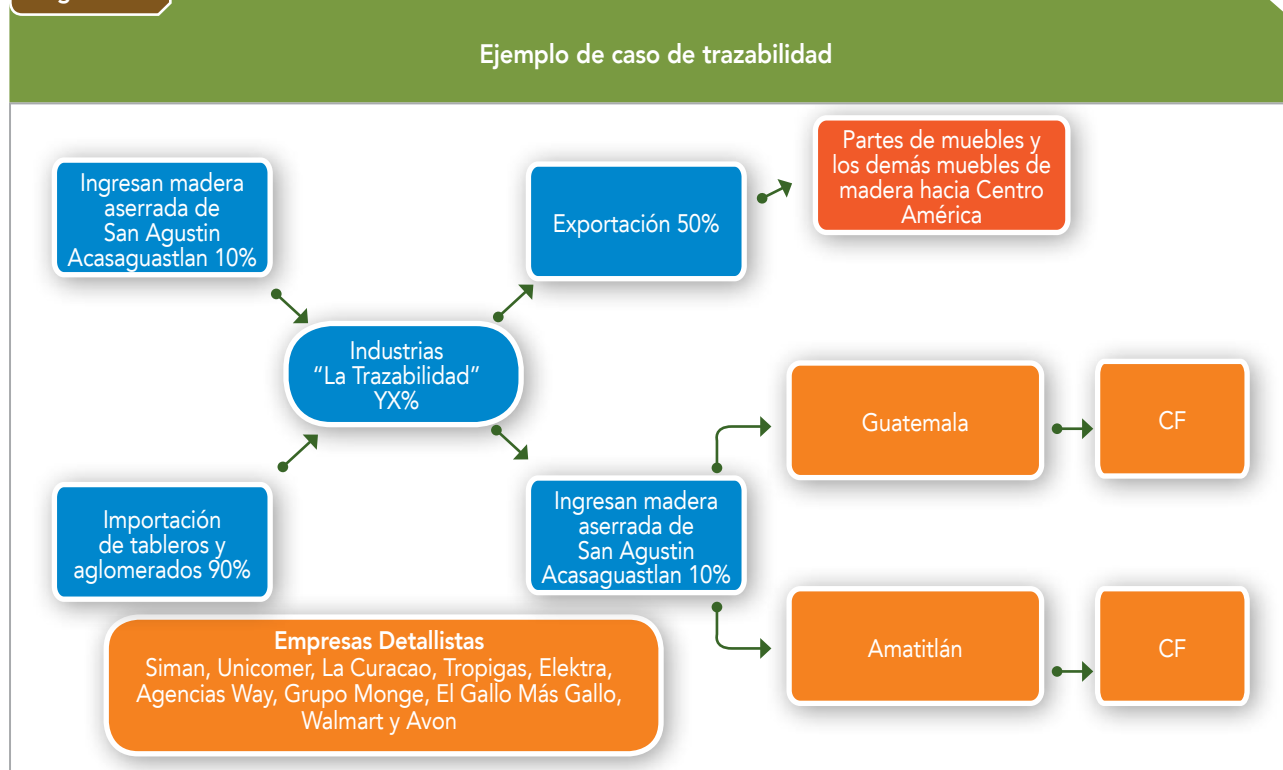 Ejemplo de caso de trazabilidad
Ingresan madera
aserrada de
San Agustin
Acasaguastlan 10%
Exportación 50%
Partes de muebles y
los demás muebles de
madera hacia Centro
América
Industrias
“La Trazabilidad”
YX%
Importación
de tableros y
aglomerados 90%
Ingresan madera
aserrada de
San Agustin
Acasaguastlan 10%
Guatemala
CF
Amatitlán
CF
Empresas Detallistas
Siman, Unicomer, La Curacao, Tropigas, Elektra,
Agencias Way, Grupo Monge, El Gallo Más Gallo,
Walmart y Avon